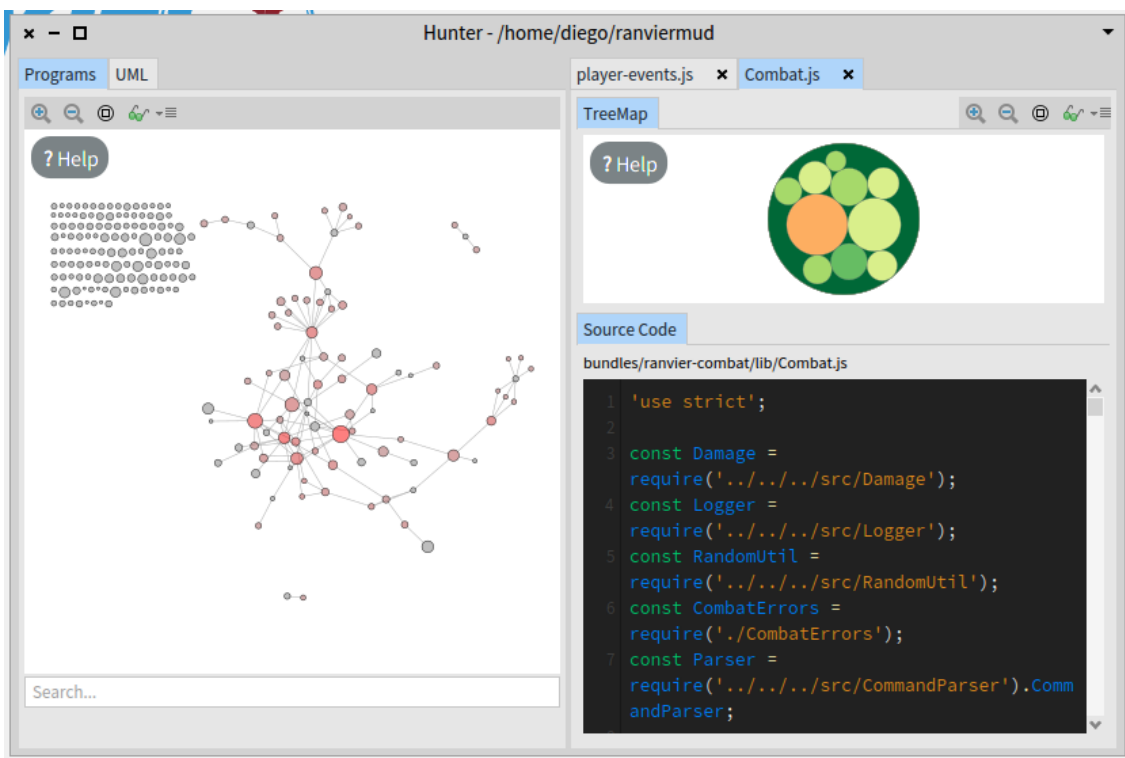 Hunter - /home/diego/ranviermud
Programs UML
? Help
Search...
player-events.js Combat.js
TreeMap
? Help
Source Code
bundles/ranvier-combat/lib/Combat.js
1 'use strict';
2
3 const Damage =
require('../../../src/Damage');
4 const Logger =
require('../../../src/Logger');
5 const RandomUtil =
require('../../../src/RandomUtil');
6 const CombatErrors =
require('./CombatErrors');
7 const Parser =
require('../../../src/CommandParser').Comm
andParser;